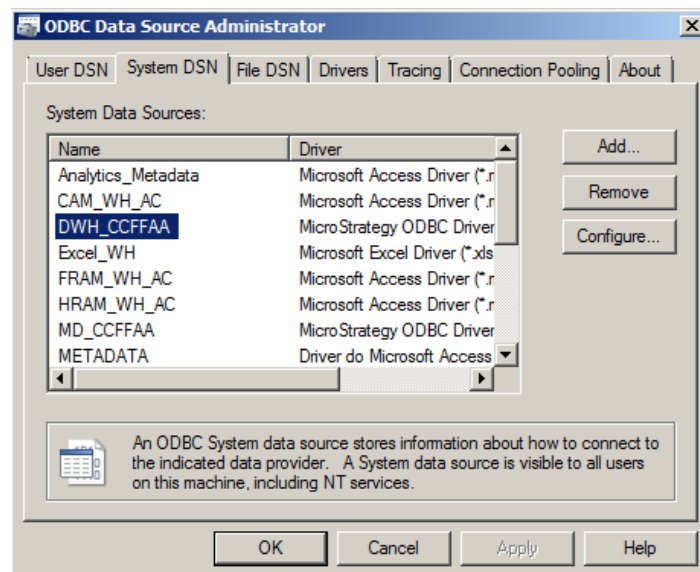 ODBC Data Source Administrator
User DSN System DSN File DSN Drivers Tracing Connection Pooling About
System Data Sources:
Name Driver
Analytics_Metadata Microsoft Access Driver (*.m
CAM_WH_AC Microsoft Access Driver (*.m
DWH_CCFFAA MicroStrategy ODBC Driver
Excel_WH Microsoft Excel Driver (*.xls
FRAM_WH_AC Microsoft Access Driver (*.m
HRAM_WH_AC Microsoft Access Driver (*.m
MD_CCFFAA MicroStrategy ODBC Driver
METADATA Driver do Microsoft Access
Add...
Remove
Configure...
An ODBC System data source stores information about how to connect to
the indicated data provider. A System data source is visible to all users
on this machine, including NT services.
OK Cancel Apply Help